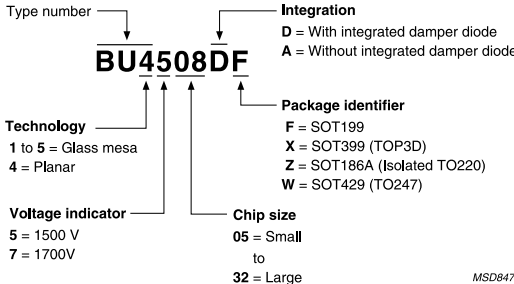 Type number
Integration
D = With integrated damper diode
A = Without integrated damper diode
BU4508DF
Package identifier
F = SOT199
X = SOT399 (TOP3D)
Z = SOT186A (Isolated TO220)
W = SOT429 (TO247)
Technology
1 to 5 = Glass mesa
4 = Planar
Voltage indicator
5 = 1500 V
7 = 1700V
Chip size
05 = Small
to
32 = Large
MSD847